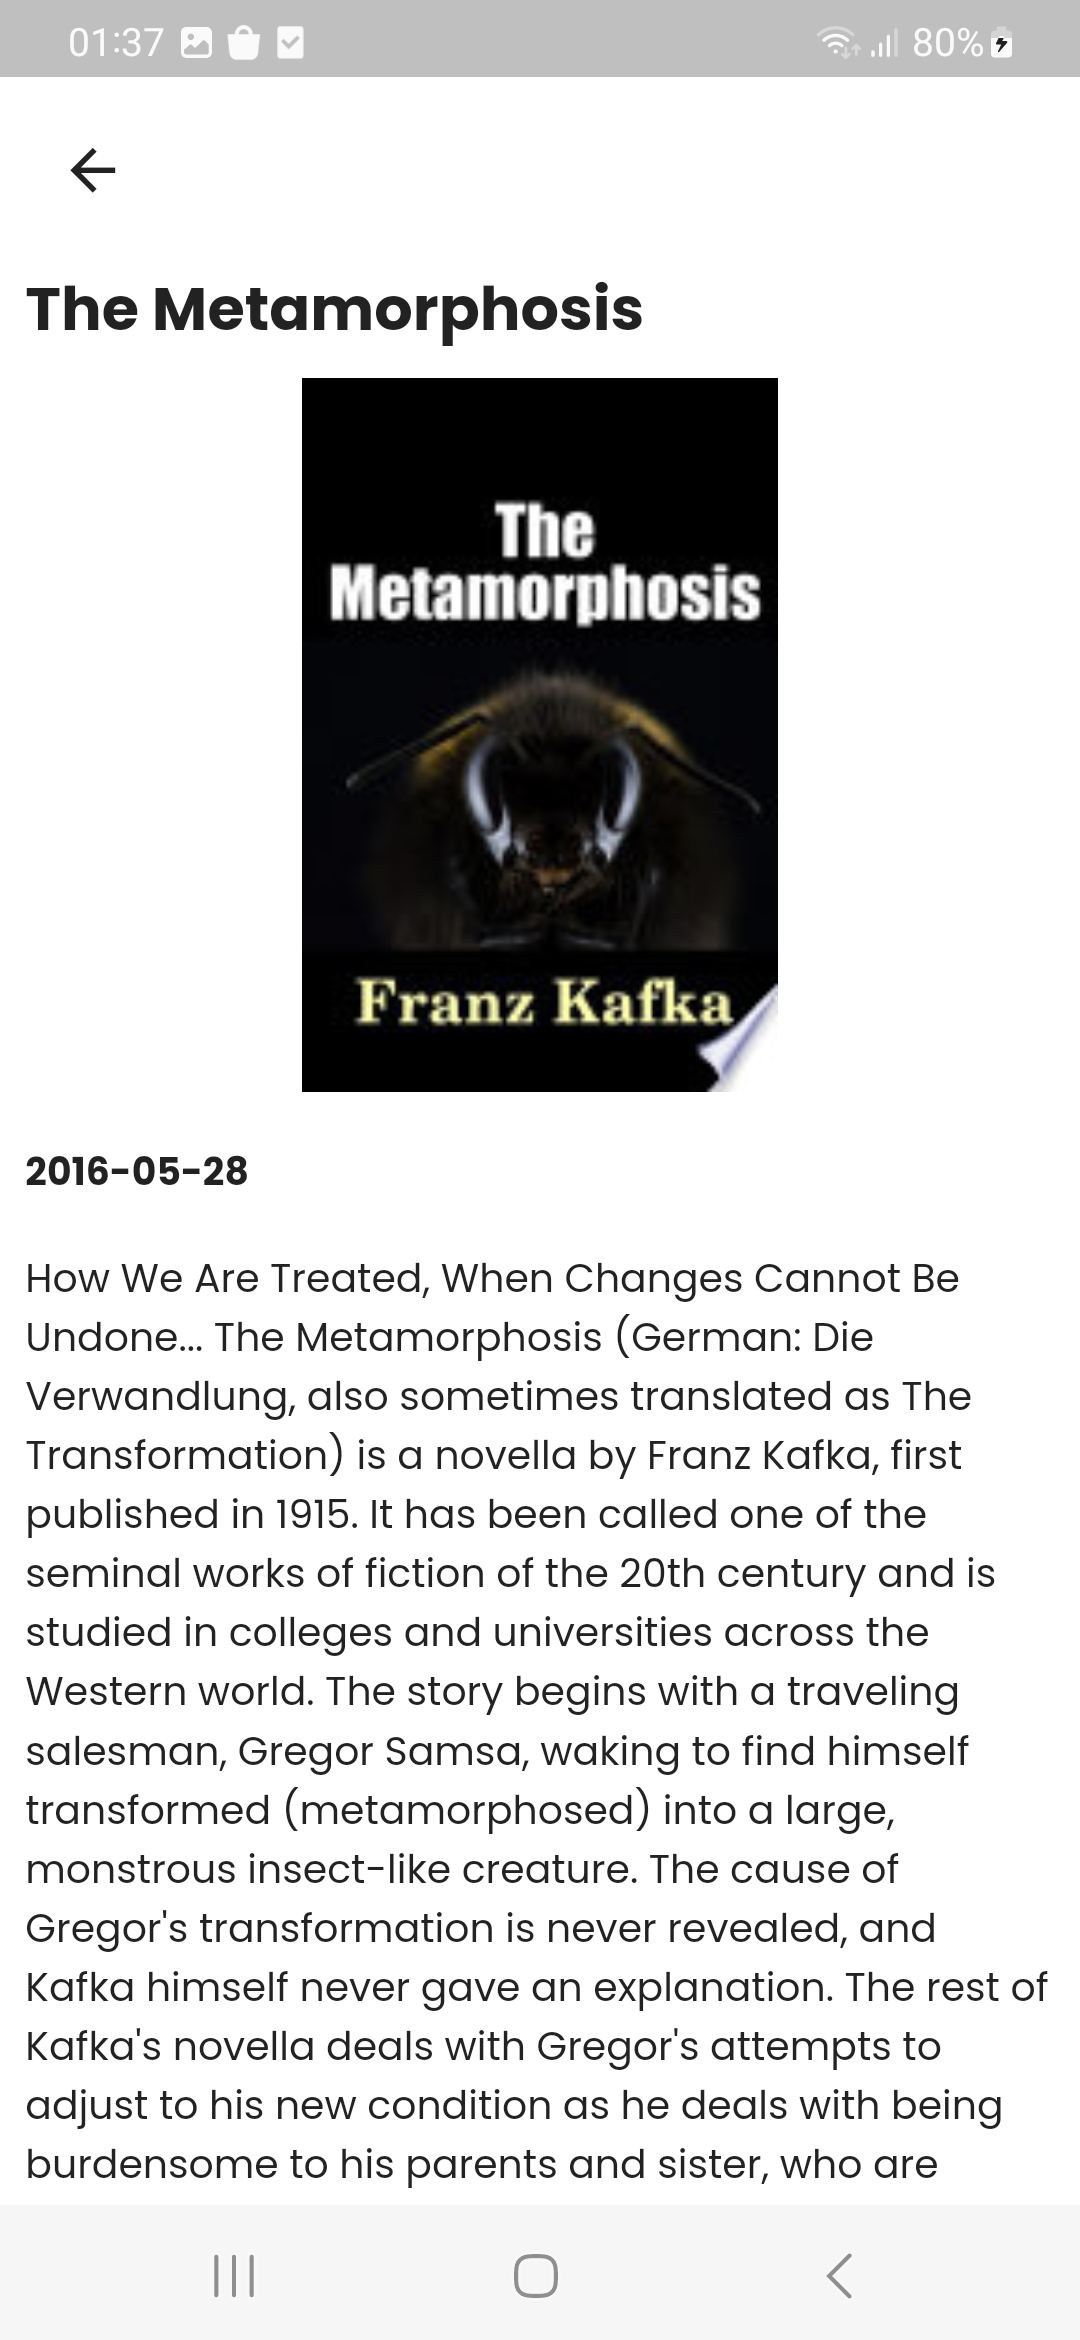 01:37
80%
The Metamorphosis
The
Metamorphosis
Franz Kafka
2016-05-28
How We Are Treated, When Changes Cannot Be
Undone... The Metamorphosis (German: Die
Verwandlung, also sometimes translated as The
Transformation) is a novella by Franz Kafka, first
published in 1915. It has been called one of the
seminal works of fiction of the 20th century and is
studied in colleges and universities across the
Western world. The story begins with a traveling
salesman, Gregor Samsa, waking to find himself
transformed (metamorphosed) into a large,
monstrous insect-like creature. The cause of
Gregor's transformation is never revealed, and
Kafka himself never gave an explanation. The rest of
Kafka's novella deals with Gregor's attempts to
adjust to his new condition as he deals with being
burdensome to his parents and sister, who are